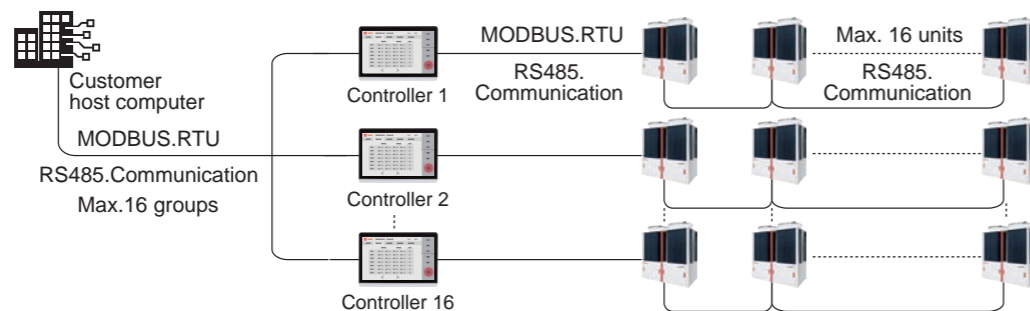 Customer
host computer
MODBUS.RTU
RS485.Communication
Max.16 groups
Controller 1
MODBUS.RTU
RS485.
Communication
Max. 16 units
RS485.
Communication
Controller 2
Controller 16